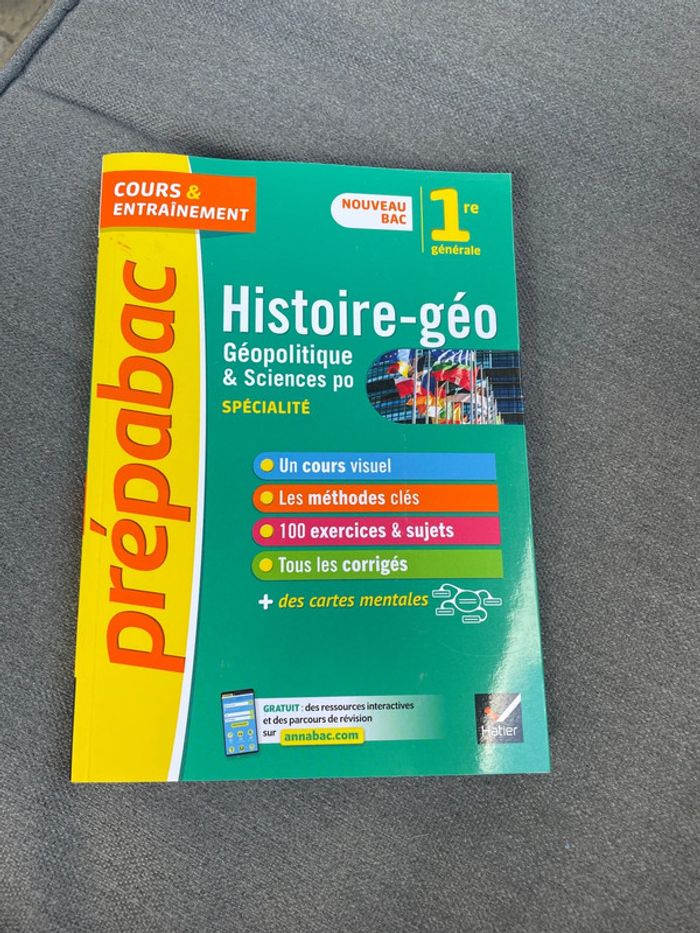 COURS &
ENTRAÎNEMENT
NOUVEAU
BAC
1re
générale
prépabac
Histoire-géo
Géopolitique
& Sciences po
SPÉCIALITÉ
Un cours visuel
Les méthodes clés
100 exercices & sujets
Tous les corrigés
+ des cartes mentales
GRATUIT : des ressources interactives
et des parcours de révision
sur annabac.com
Hatier